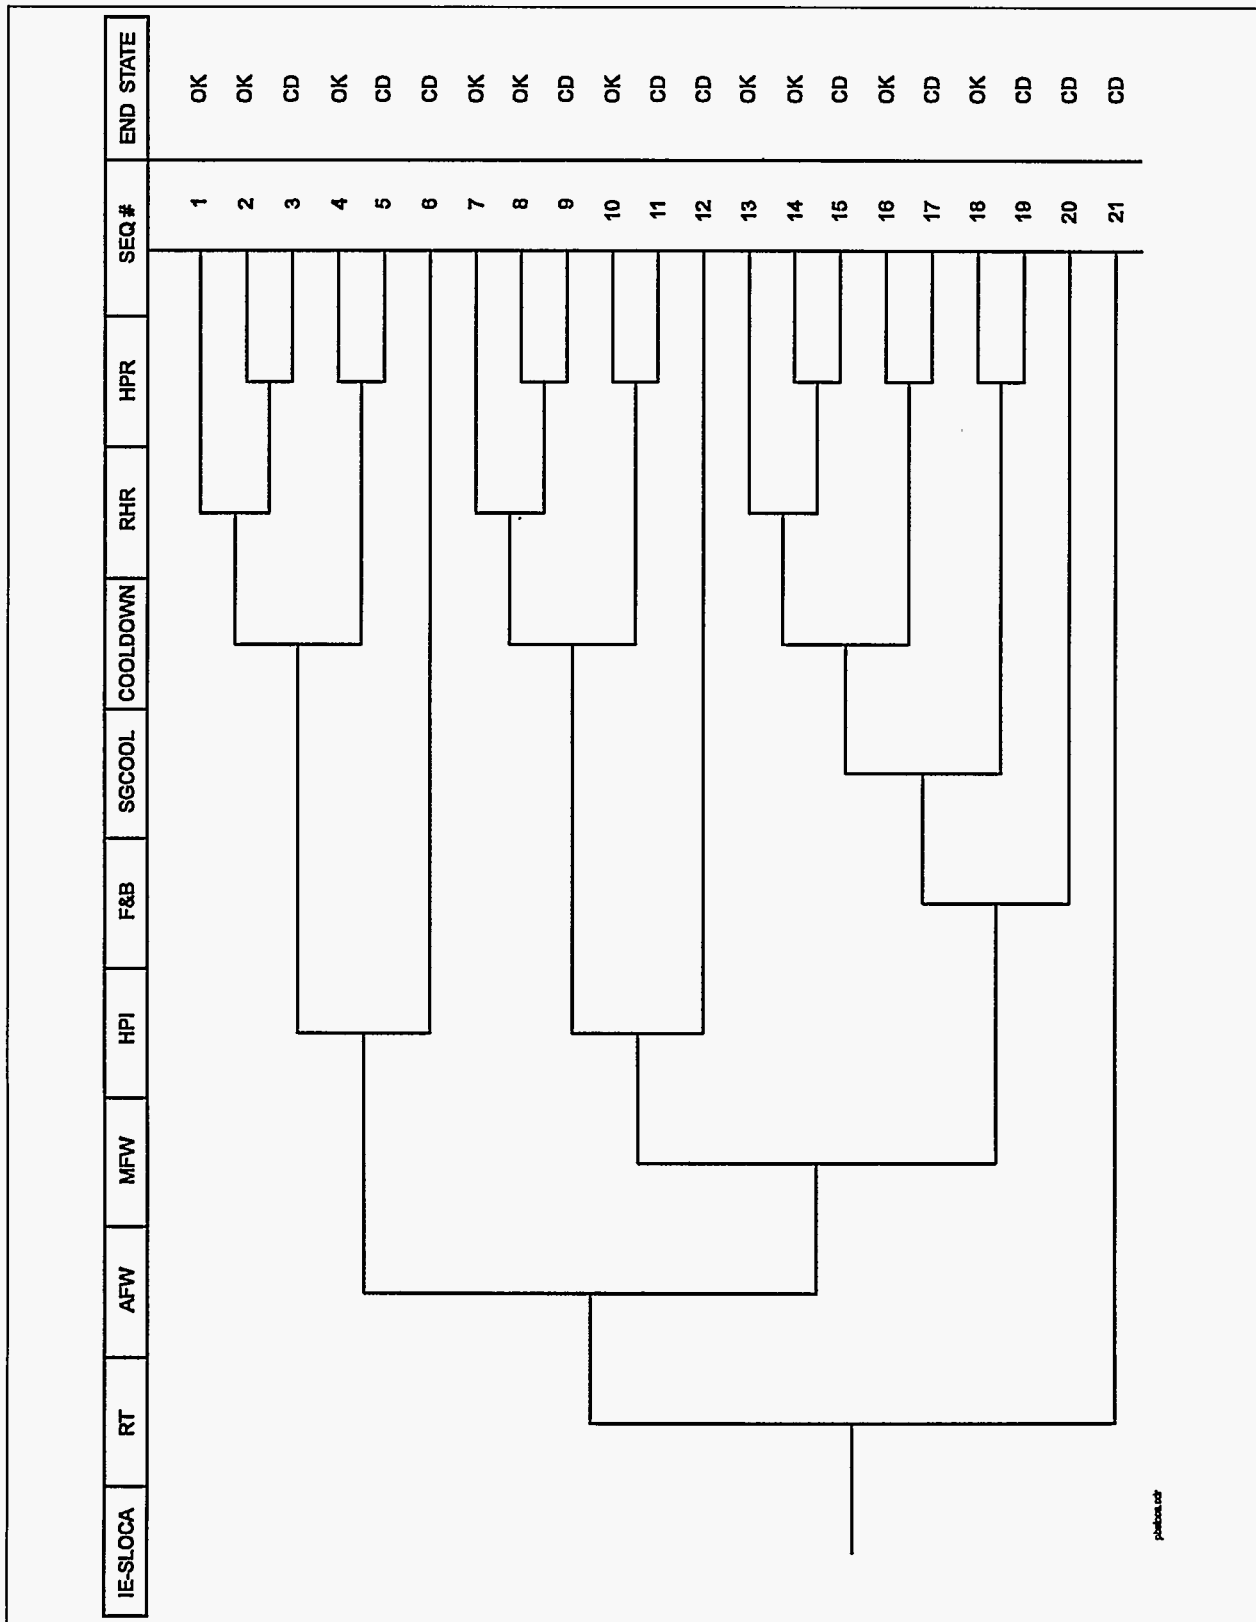 IE-SLOCA RT AFW MFW HPI F&B SGCOOL COOLDOWN RHR HPR SEQ # END STATE
1 OK
2 OK
3 CD
4 OK
5 CD
6 CD
7 OK
8 OK
9 CD
10 OK
11 CD
12 CD
13 OK
14 OK
15 CD
16 OK
17 CD
18 OK
19 CD
20 CD
21 CD